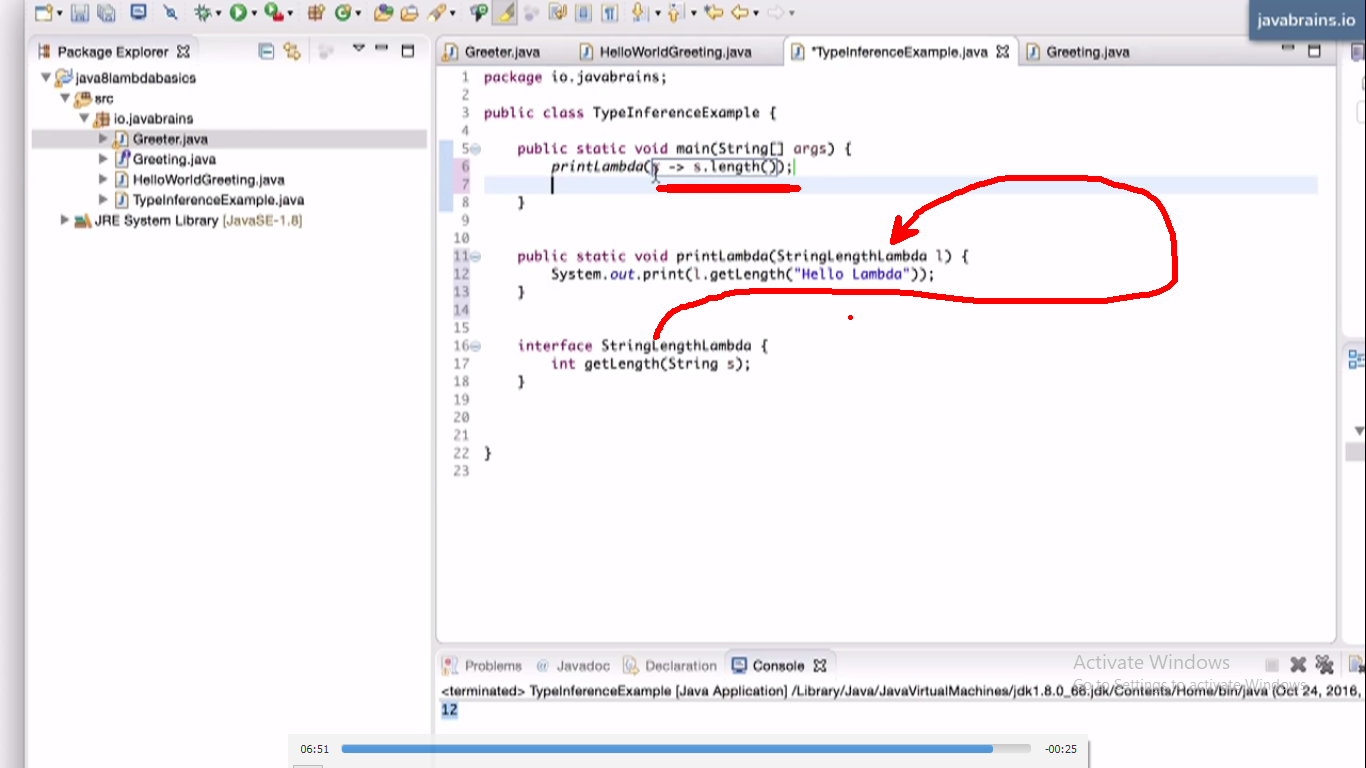 javabrains.io
Package Explorer
Greeter.java HelloWorldGreeting.java *TypeInferenceExample.java Greeting.java
java8lambdabasics
src
io.javabrains
Greeter.java
Greeting.java
HelloWorldGreeting.java
TypeInferenceExample.java
JRE System Library [JavaSE-1.8]
1 package io.javabrains;
2
3 public class TypeInferenceExample {
4
5 public static void main(String[] args) {
6 printLambda(s -> s.length());
7
8 }
9
10
11 public static void printLambda(StringLengthLambda l) {
12 System.out.print(l.getLength("Hello Lambda"));
13 }
14
15
16 interface StringLengthLambda {
17 int getLength(String s);
18 }
19
20
21
22 }
23
Problems @ Javadoc Declaration Console
Activate Windows
Go to Settings to activate Windows.
<terminated> TypeInferenceExample [Java Application] /Library/Java/JavaVirtualMachines/jdk1.8.0_66.jdk/Contents/Home/bin/java (Oct 24, 2016,
12
06:51 -00:25